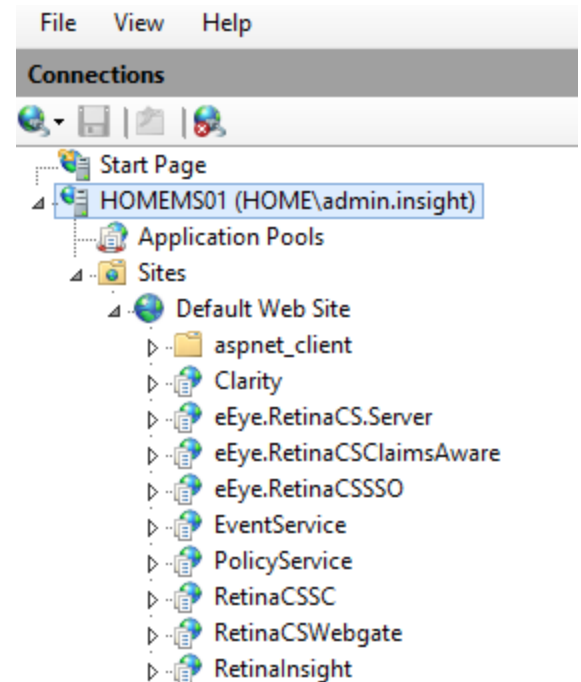 File View Help
Connections
Start Page
HOMEMS01 (HOME\admin.insight)
Application Pools
Sites
Default Web Site
aspnet_client
Clarity
eEye.RetinaCS.Server
eEye.RetinaCSClaimsAware
eEye.RetinaCSSSO
EventService
PolicyService
RetinaCSSC
RetinaCSWebgate
RetinaInsight